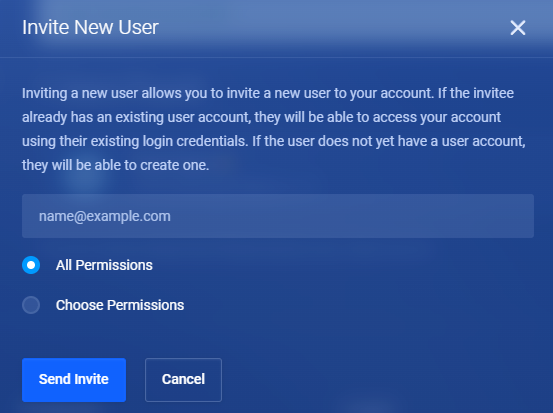 Invite New User
Inviting a new user allows you to invite a new user to your account. If the invitee
already has an existing user account, they will be able to access your account
using their existing login credentials. If the user does not yet have a user account,
they will be able to create one.
name@example.com
All Permissions
Choose Permissions
Send Invite
Cancel